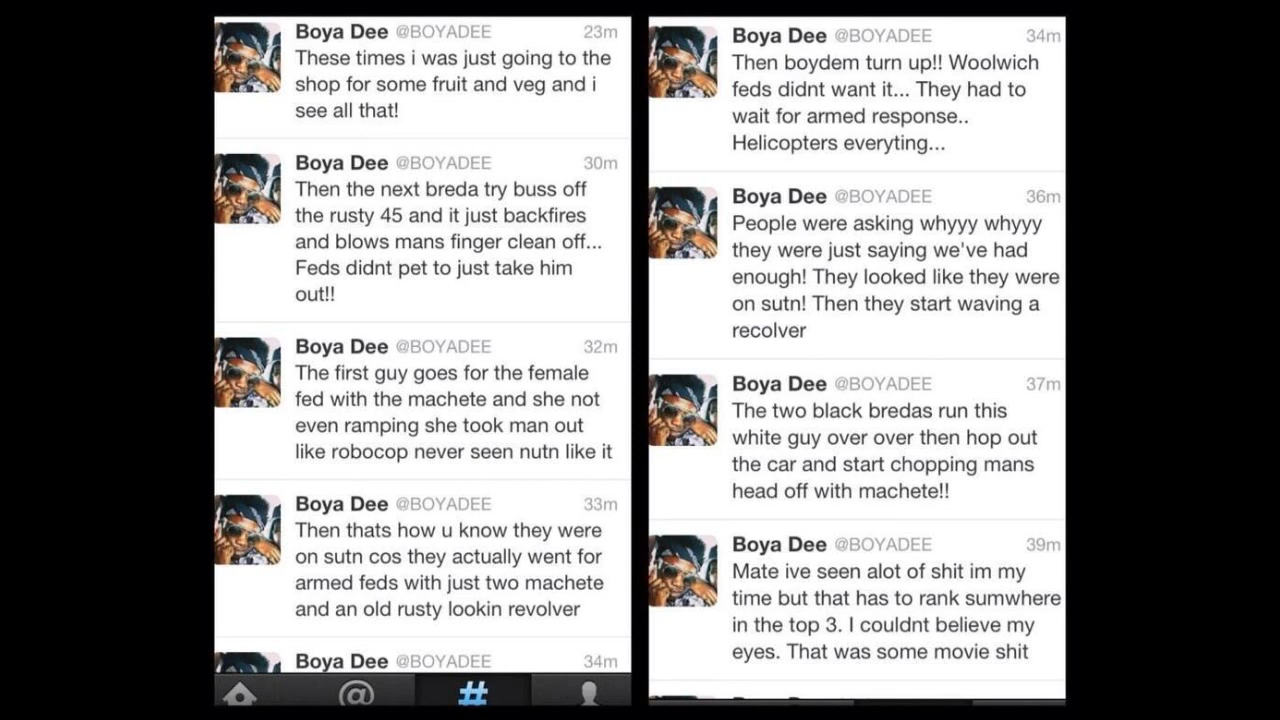 Boya Dee @BOYADEE 23m
These times i was just going to the
shop for some fruit and veg and i
see all that!
Boya Dee @BOYADEE 30m
Then the next breda try buss off
the rusty 45 and it just backfires
and blows mans finger clean off...
Feds didnt pet to just take him
out!!
Boya Dee @BOYADEE 32m
The first guy goes for the female
fed with the machete and she not
even ramping she took man out
like robocop never seen nutn like it
Boya Dee @BOYADEE 33m
Then thats how u know they were
on sutn cos they actually went for
armed feds with just two machete
and an old rusty lookin revolver
Boya Dee @BOYADEE 34m
@ #
Boya Dee @BOYADEE 34m
Then boydem turn up!! Woolwich
feds didnt want it... They had to
wait for armed response..
Helicopters everyting...
Boya Dee @BOYADEE 36m
People were asking whyyy whyyy
they were just saying we've had
enough! They looked like they were
on sutn! Then they start waving a
recolver
Boya Dee @BOYADEE 37m
The two black bredas run this
white guy over over then hop out
the car and start chopping mans
head off with machete!!
Boya Dee @BOYADEE 39m
Mate ive seen alot of shit im my
time but that has to rank sumwhere
in the top 3. I couldnt believe my
eyes. That was some movie shit